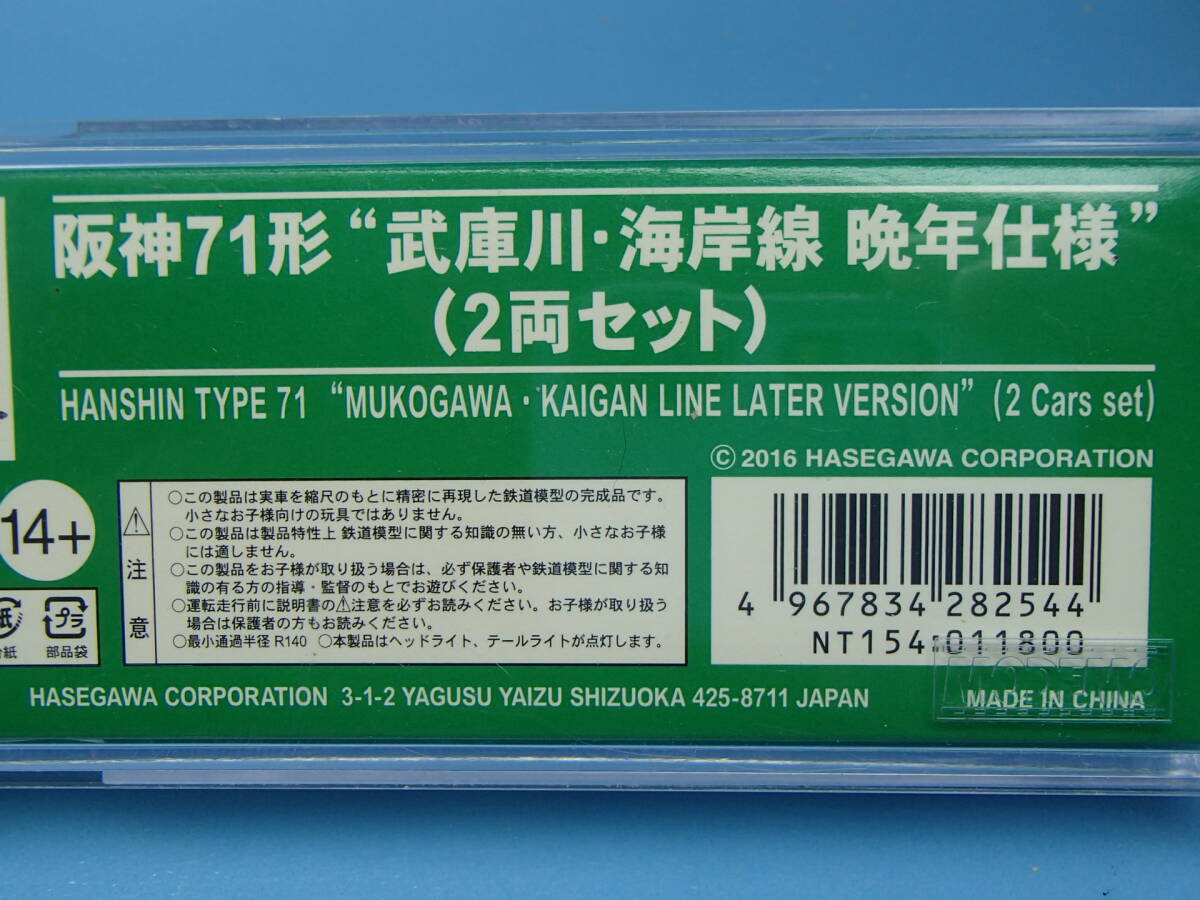 阪神71形 “武庫川・海岸線 晩年仕様”
(2両セット)
HANSHIN TYPE 71 “MUKOGAWA・KAIGAN LINE LATER VERSION” (2 Cars set)
© 2016 HASEGAWA CORPORATION
14+
注意
○この製品は実車を縮尺のもとに精密に再現した鉄道模型の完成品です。
小さなお子様向けの玩具ではありません。
○この製品は製品特性上 鉄道模型に関する知識の無い方、小さなお子様
には適しません。
○この製品をお子様が取り扱う場合は、必ず保護者や鉄道模型に関する知
識の有る方の指導・監督のもとでお遊びください。
○運転走行前に説明書の⚠注意を必ずお読みください。お子様が取り扱う
場合は保護者の方もお読みください。
○最小通過半径 R140 ○本製品はヘッドライト、テールライトが点灯します。
4 967834 282544
NT154:011800
紙
プラ
台紙
部品袋
HASEGAWA CORPORATION 3-1-2 YAGUSU YAIZU SHIZUOKA 425-8711 JAPAN
MODEMO
MADE IN CHINA